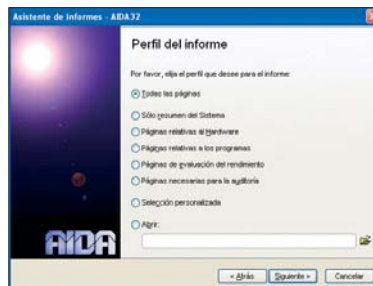 Asistente de Informes - AIDA32
Perfil del informe
Por favor, elija el perfil que desee para el informe:
Todas las páginas
Sólo resumen del Sistema
Páginas relativas al Hardware
Páginas relativas a los programas
Páginas de evaluación del rendimiento
Páginas necesarias para la auditoría
Selección personalizada
Abrir:
AIDA
< Atrás
Siguiente >
Cancelar